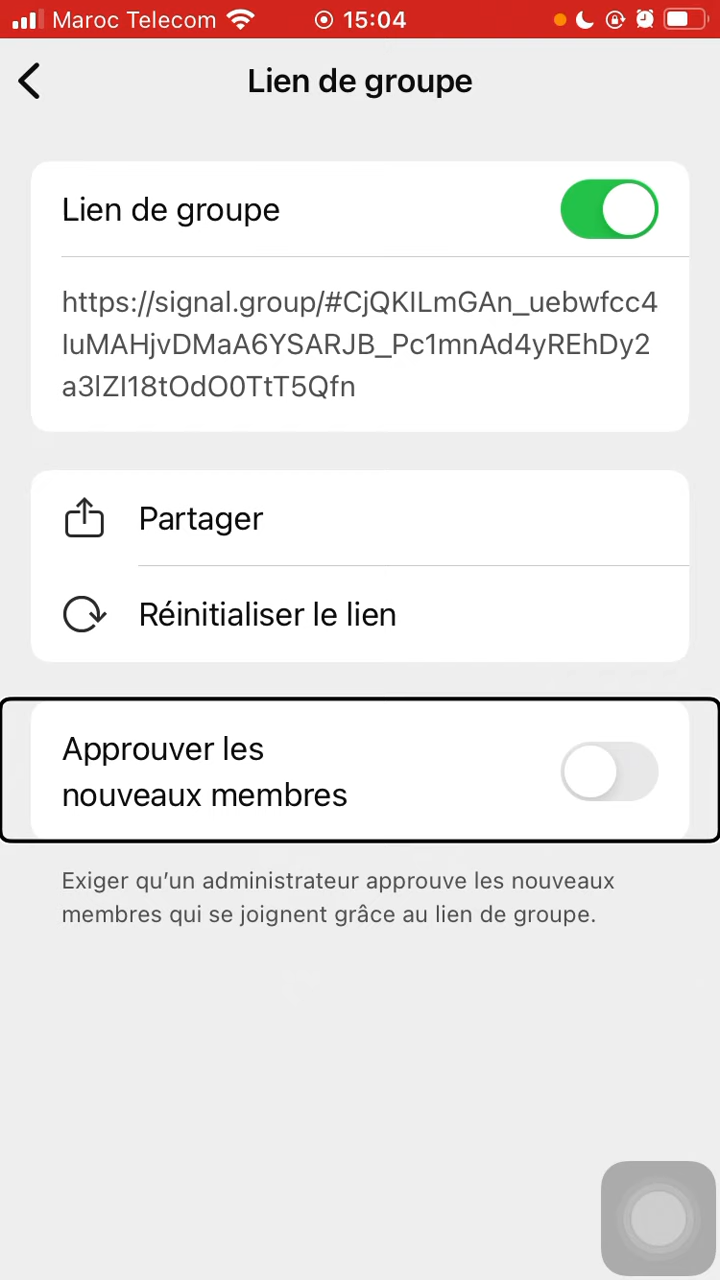 Maroc Telecom 15:04
Lien de groupe
Lien de groupe
https://signal.group/#CjQKILmGAn_uebwfcc4
IuMAHjvDMaA6YSARJB_Pc1mnAd4yREhDy2
a3lZI18tOdO0TtT5Qfn
Partager
Réinitialiser le lien
Approuver les
nouveaux membres
Exiger qu’un administrateur approuve les nouveaux
membres qui se joignent grâce au lien de groupe.